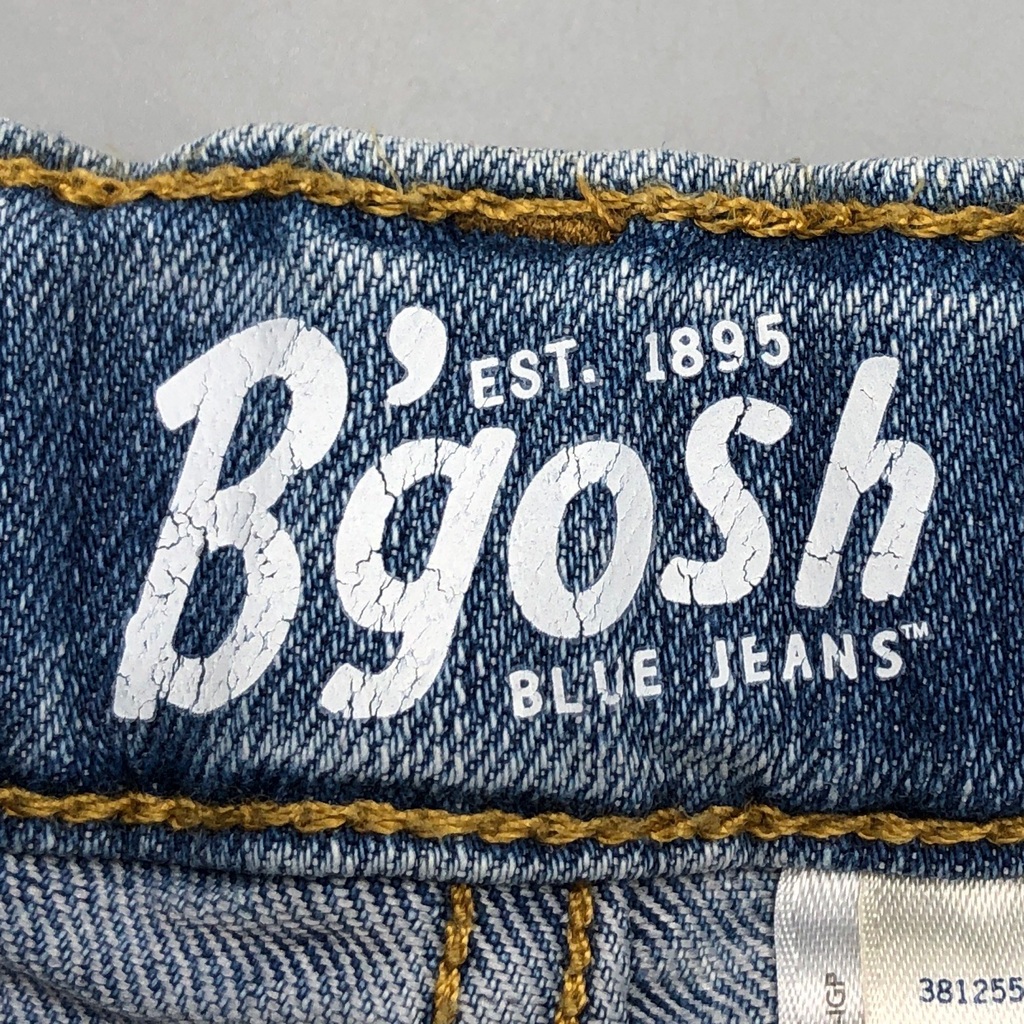 EST. 1895
B'gosh
BLUE JEANS™
381255